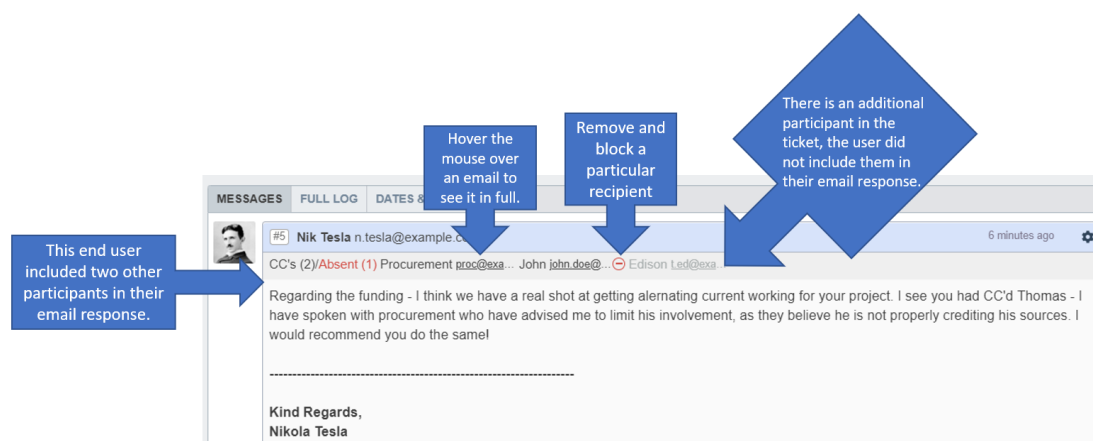 There is an additional
participant in the
ticket, the user did
not include them in
their email response.
Hover the
mouse over
an email to
see it in full.
Remove and
block a
particular
recipient
This end user
included two other
participants in their
email response.
MESSAGES FULL LOG DATES &
#5 Nik Tesla n.tesla@example.c 6 minutes ago
CC's (2)/Absent (1) Procurement proc@exa... John john.doe@... Edison t.ed@exa...
Regarding the funding - I think we have a real shot at getting alernating current working for your project. I see you had CC'd Thomas - I
have spoken with procurement who have advised me to limit his involvement, as they believe he is not properly crediting his sources. I
would recommend you do the same!
--------------------------------------------------------------------
Kind Regards,
Nikola Tesla